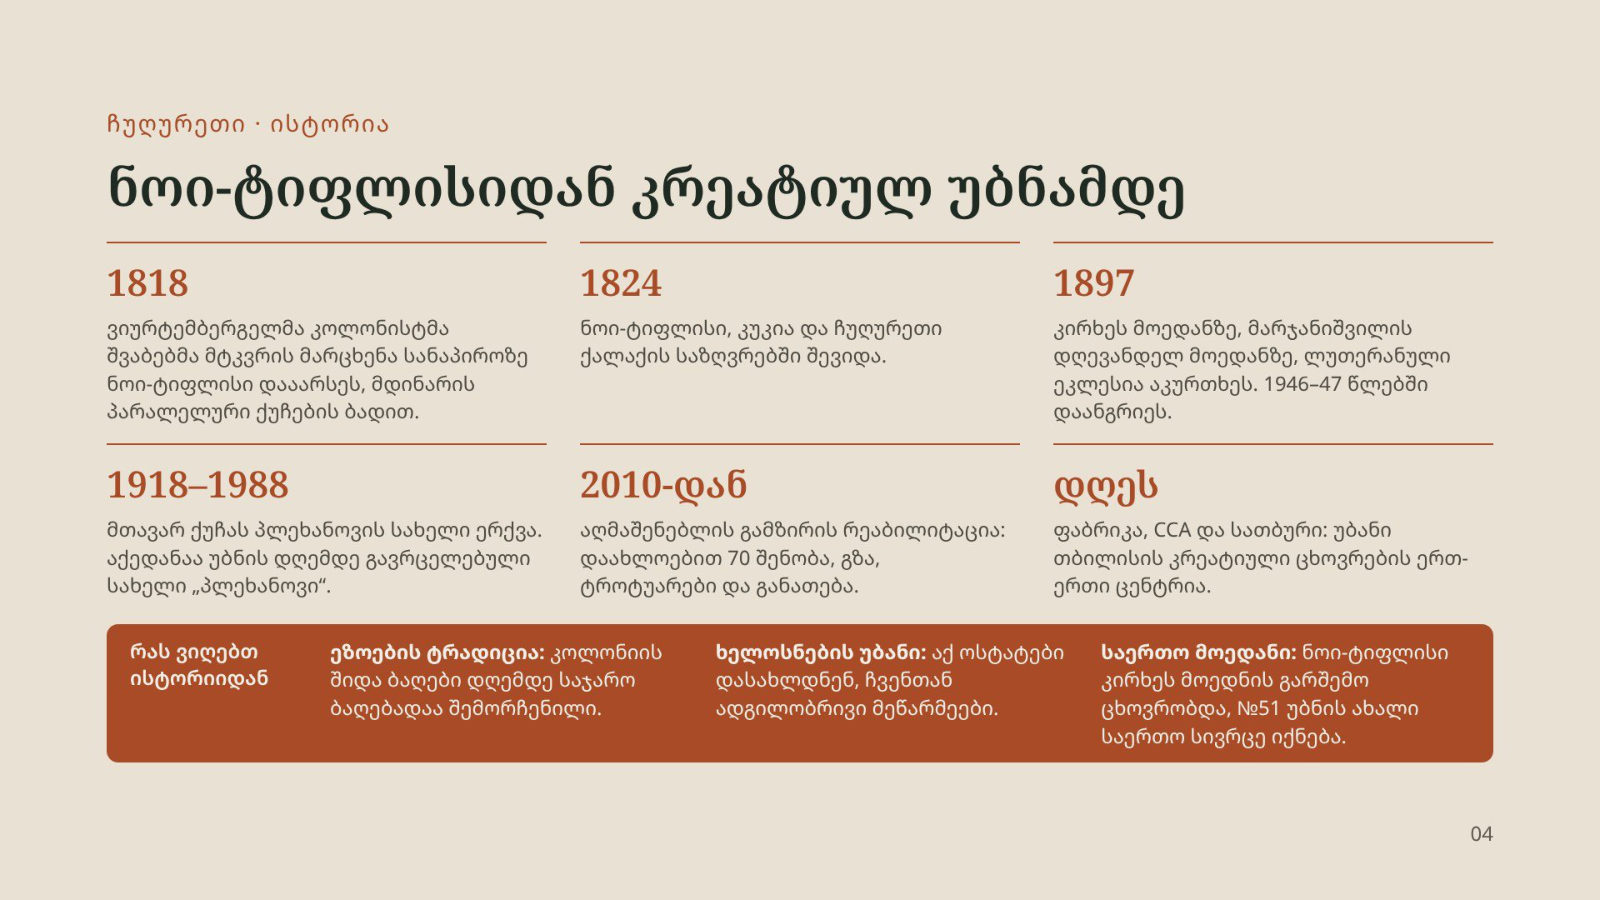 ჩუღურეთი · ისტორია
ნოი-ტიფლისიდან კრეატიულ უბნამდე
1818
ვიურტემბერგელმა კოლონისტმა
შვაბებმა მტკვრის მარცხენა სანაპიროზე
ნოი-ტიფლისი დააარსეს, მდინარის
პარალელური ქუჩების ბადით.
1824
ნოი-ტიფლისი, კუკია და ჩუღურეთი
ქალაქის საზღვრებში შევიდა.
1897
კირხეს მოედანზე, მარჯანიშვილის
დღევანდელ მოედანზე, ლუთერანული
ეკლესია აკურთხეს. 1946–47 წლებში
დაანგრიეს.
1918–1988
მთავარ ქუჩას პლეხანოვის სახელი ერქვა.
აქედანაა უბნის დღემდე გავრცელებული
სახელი „პლეხანოვი“.
2010-დან
აღმაშენებლის გამზირის რეაბილიტაცია:
დაახლოებით 70 შენობა, გზა,
ტროტუარები და განათება.
დღეს
ფაბრიკა, CCA და სათბური: უბანი
თბილისის კრეატიული ცხოვრების ერთ-
ერთი ცენტრია.
რას ვიღებთ
ისტორიიდან
ეზოების ტრადიცია: კოლონიის
შიდა ბაღები დღემდე საჯარო
ბაღებადაა შემორჩენილი.
ხელოსნების უბანი: აქ ოსტატები
დასახლდნენ, ჩვენთან
ადგილობრივი მეწარმეები.
საერთო მოედანი: ნოი-ტიფლისი
კირხეს მოედნის გარშემო
ცხოვრობდა, №51 უბნის ახალი
საერთო სივრცე იქნება.
04